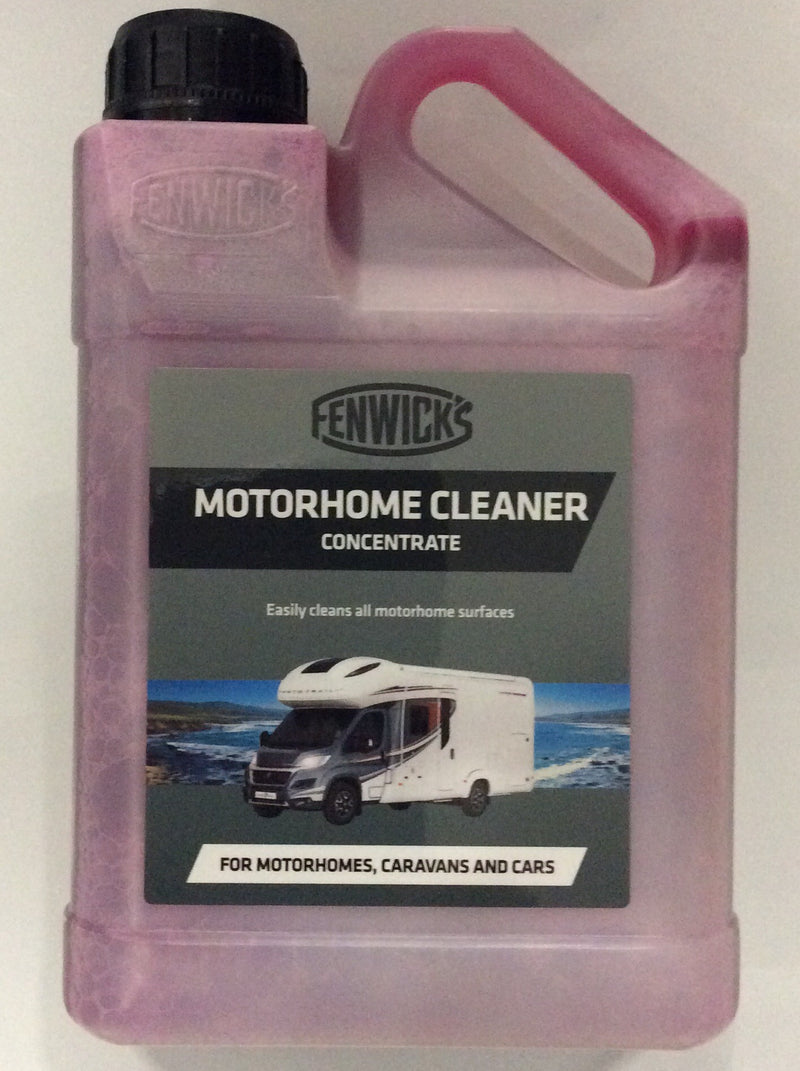 FENWICK'S
FENWICK'S
MOTORHOME CLEANER
CONCENTRATE
Easily cleans all motorhome surfaces
FOR MOTORHOMES, CARAVANS AND CARS